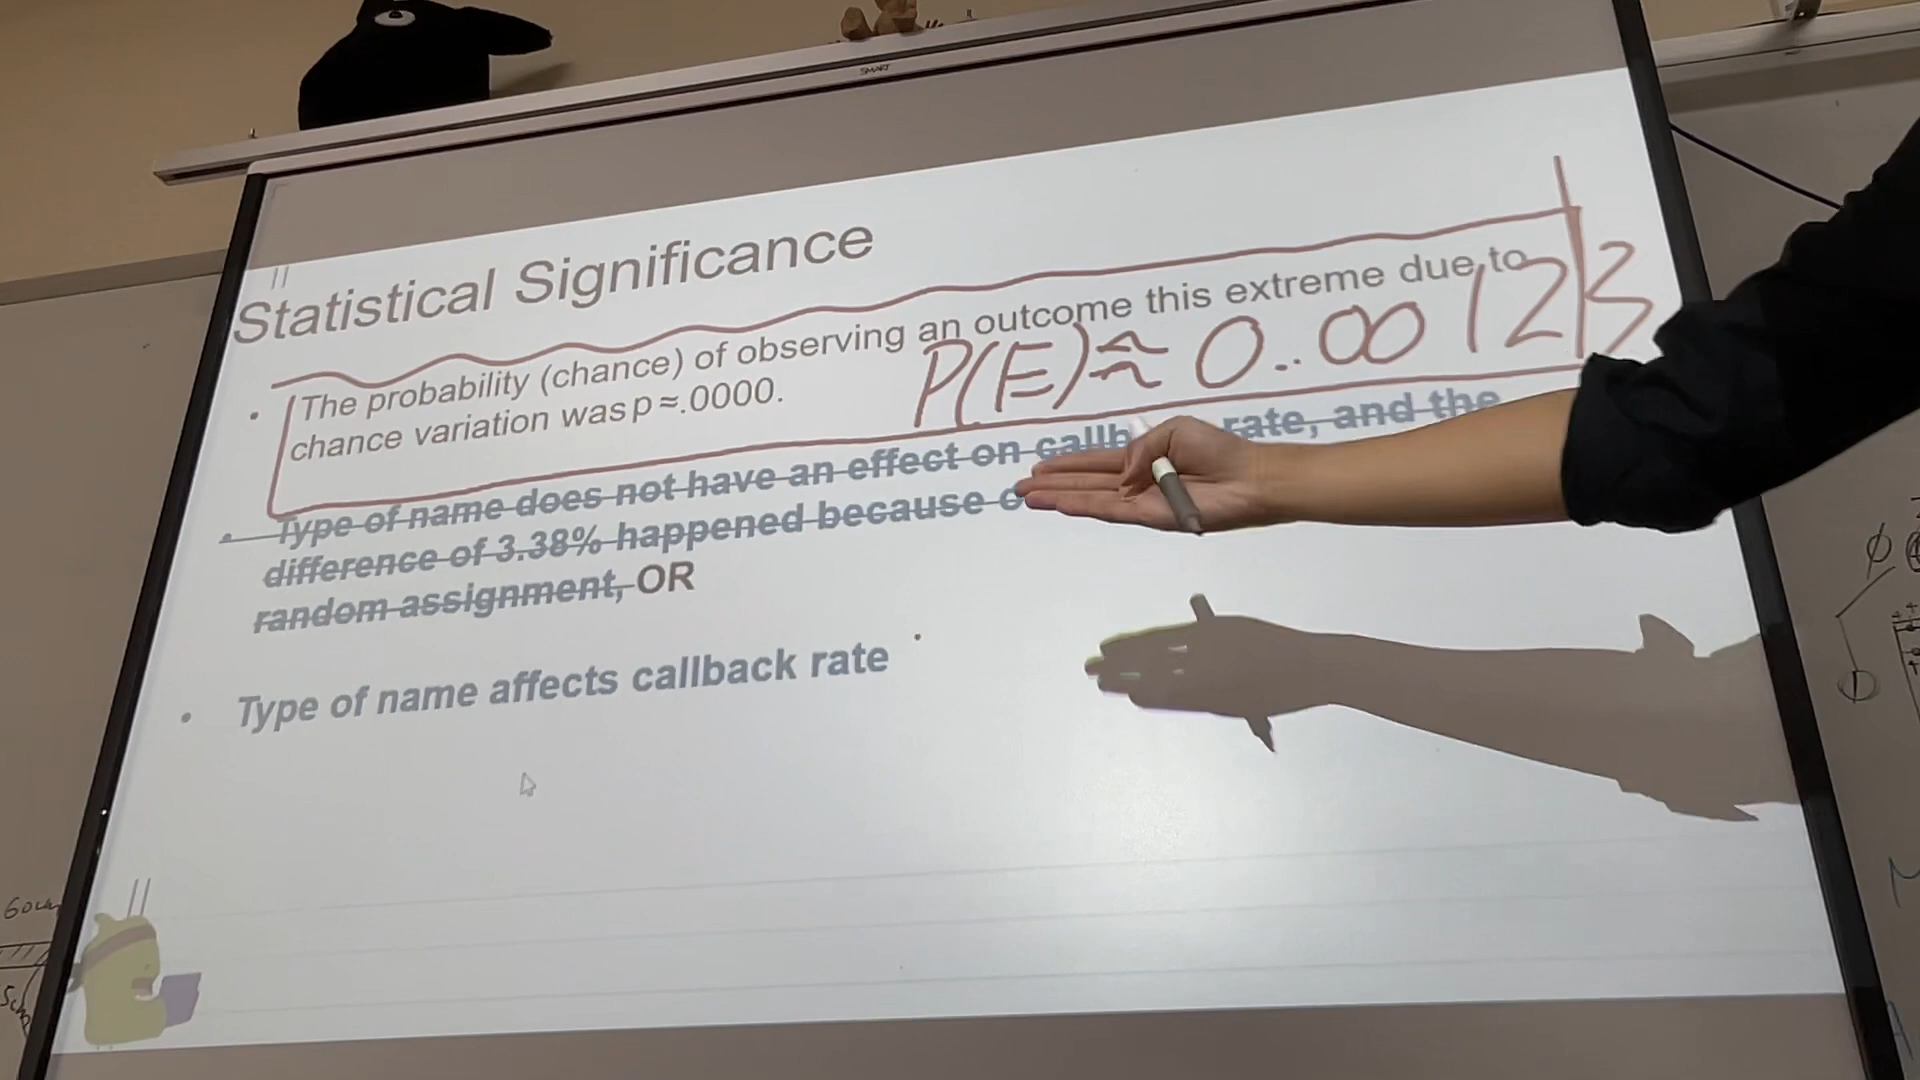 SMART
Statistical Significance
• The probability (chance) of observing an outcome this extreme due to
chance variation was p ≈ .0000.
P(E) ≈ 0..0012|3
• Type of name does not have an effect on rate, and the
difference of 3.38% happened because
random assignment, OR
• Type of name affects callback rate